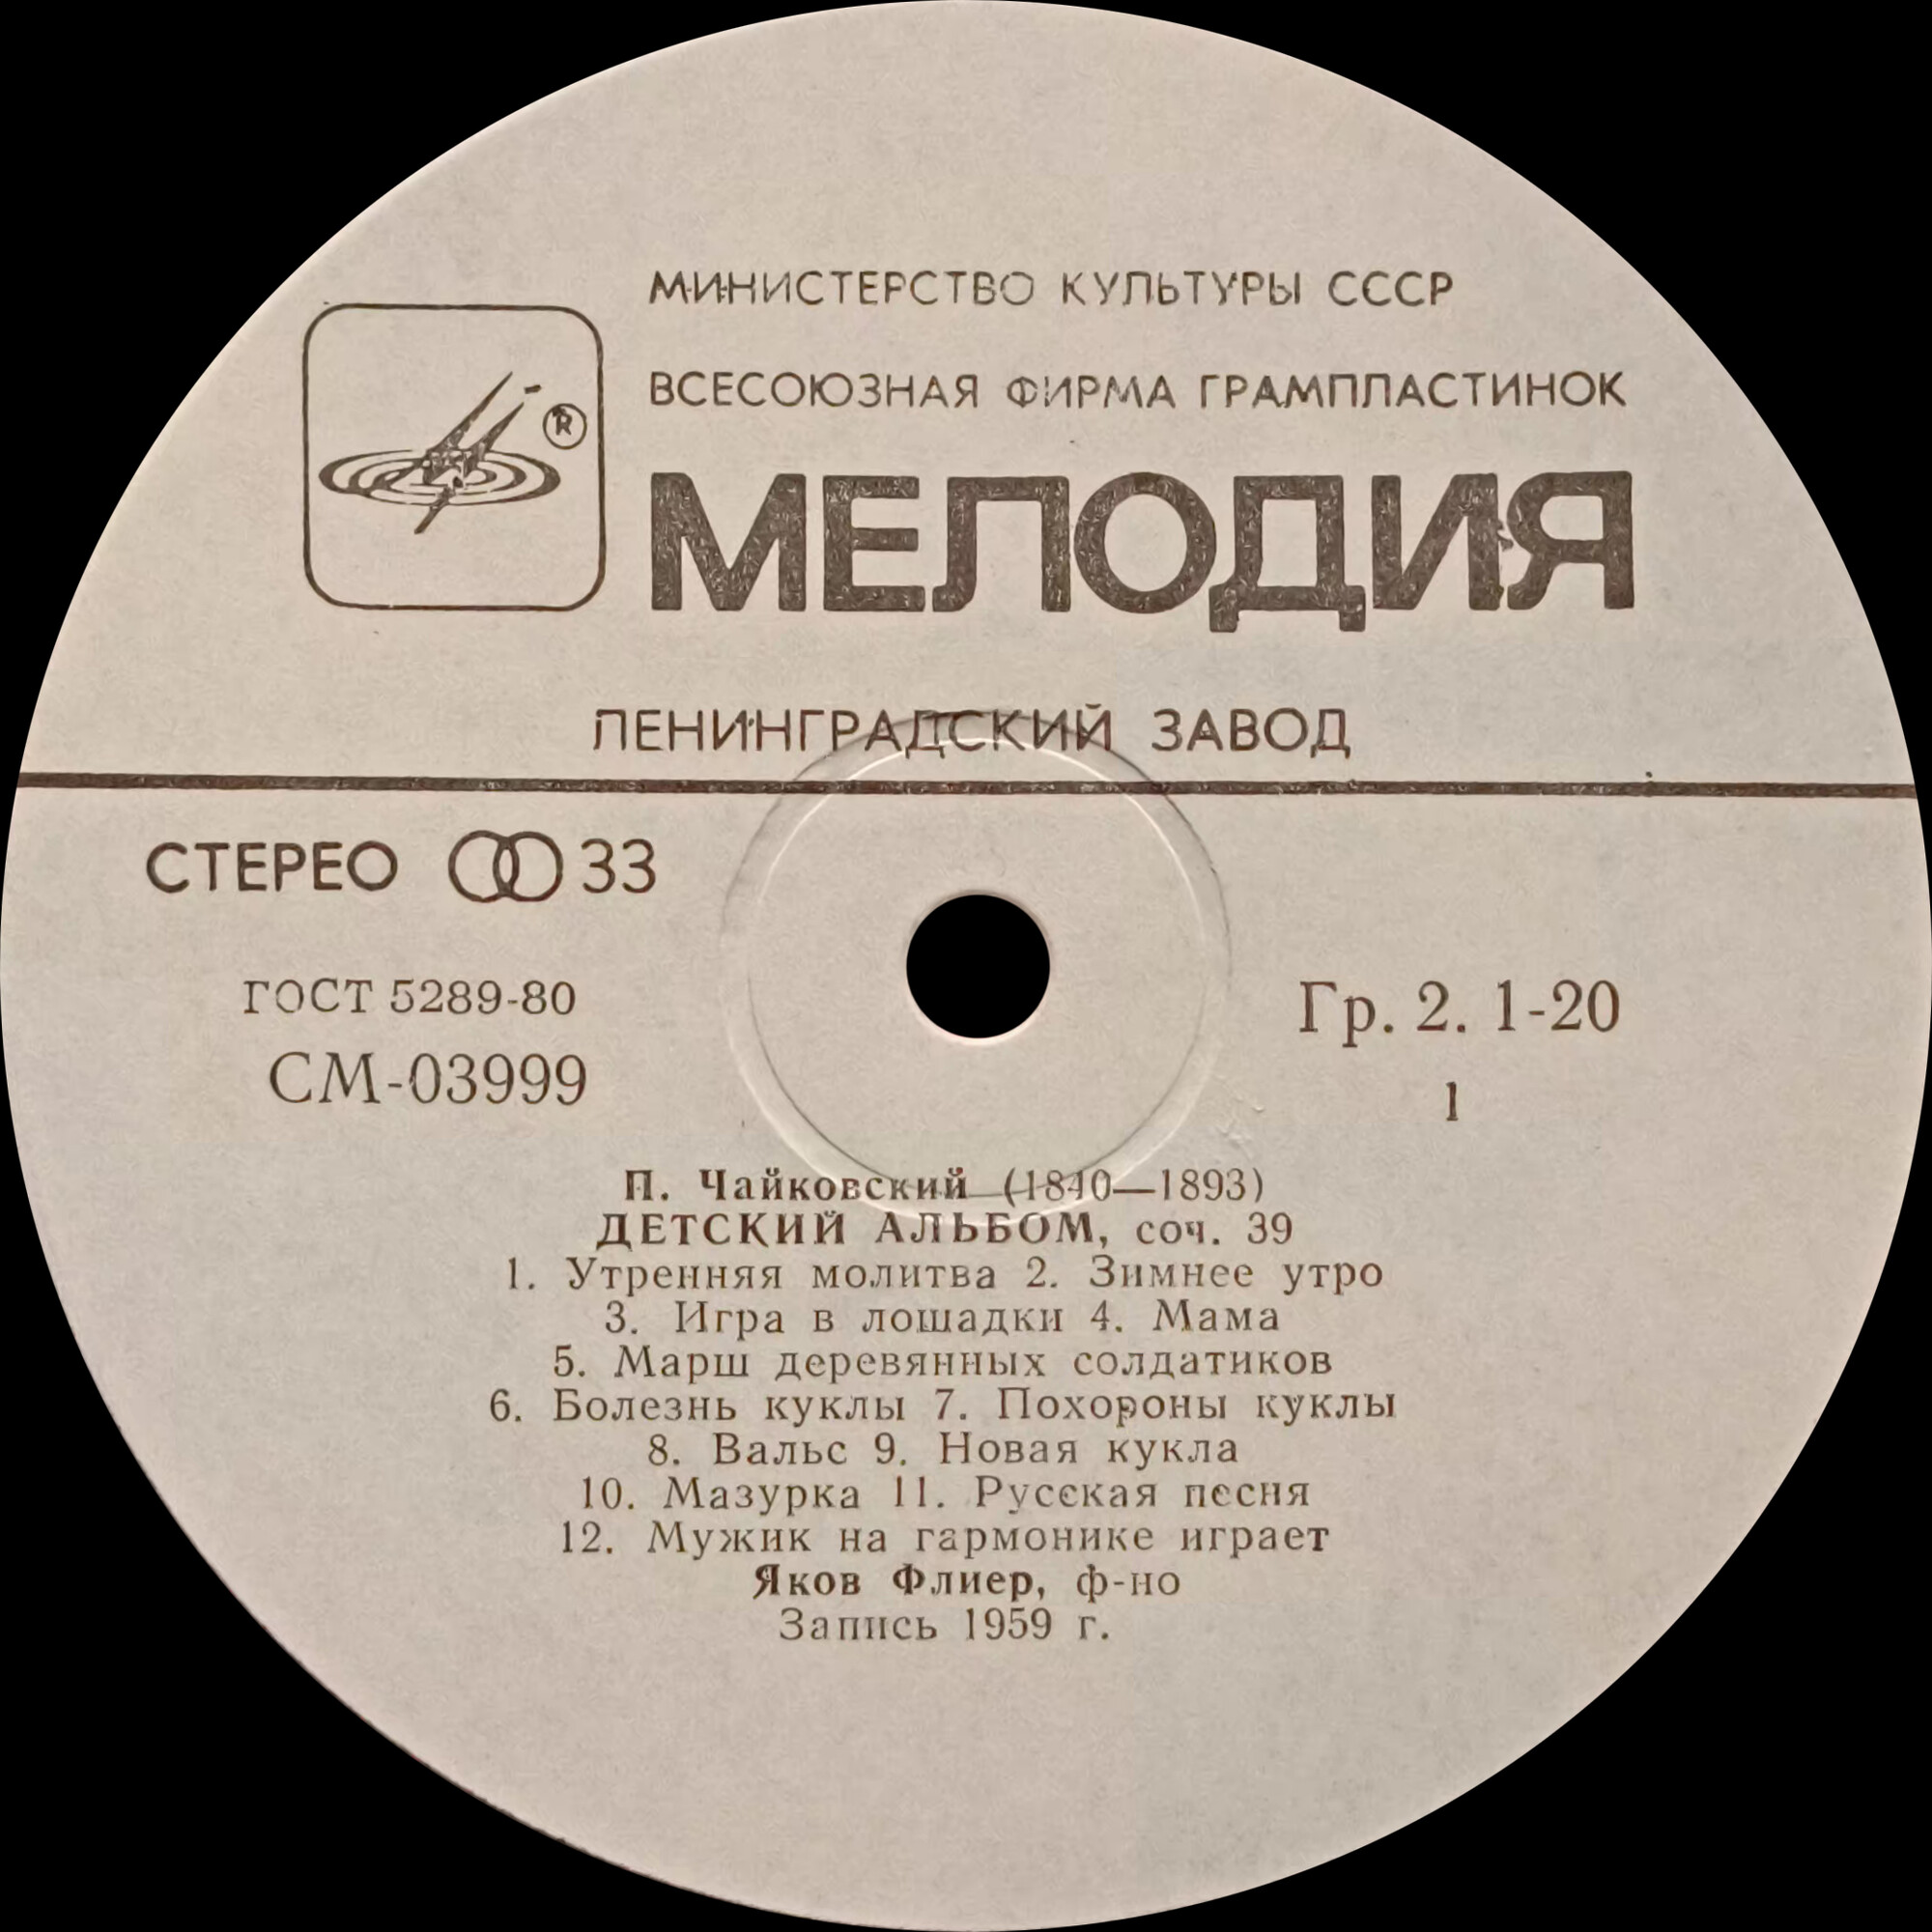 МИНИСТЕРСТВО КУЛЬТУРЫ СССР
ВСЕСОЮЗНАЯ ФИРМА ГРАМПЛАСТИНОК
®
МЕЛОДИЯ
ЛЕНИНГРАДСКИЙ ЗАВОД
СТЕРЕО 33
ГОСТ 5289-80
СМ-03999
Гр. 2. 1-20
1
П. Чайковский (1840—1893)
ДЕТСКИЙ АЛЬБОМ, соч. 39
1. Утренняя молитва 2. Зимнее утро
3. Игра в лошадки 4. Мама
5. Марш деревянных солдатиков
6. Болезнь куклы 7. Похороны куклы
8. Вальс 9. Новая кукла
10. Мазурка 11. Русская песня
12. Мужик на гармонике играет
Яков Флиер, ф-но
Запись 1959 г.